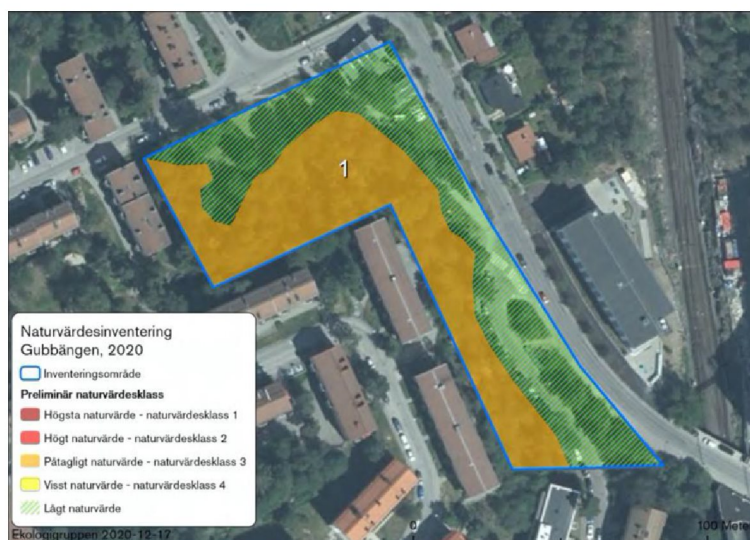 1
Naturvärdesinventering
Gubbängen, 2020
Inventeringsområde
Preliminär naturvärdesklass
Högsta naturvärde - naturvärdesklass 1
Högt naturvärde - naturvärdesklass 2
Påtagligt naturvärde - naturvärdesklass 3
Visst naturvärde - naturvärdesklass 4
Lågt naturvärde
Ekologigruppen 2020-12-17
0 100 Mete